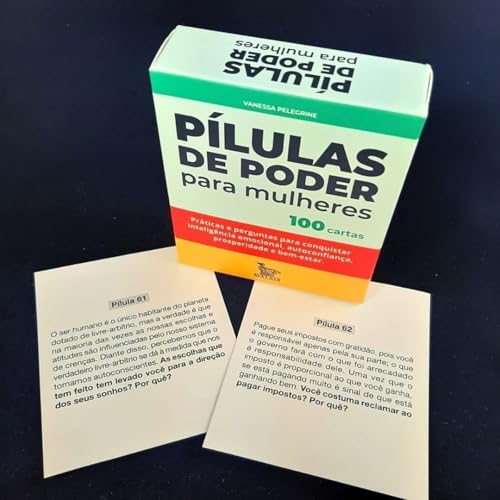 PÍLULAS
DE PODER
para mulheres
VANESSA PELEGRINE
PÍLULAS
DE PODER
para mulheres
100 cartas
Práticas e perguntas para conquistar
inteligência emocional, autoconfiança,
prosperidade e bem-estar.
MATRIX
Pílula 61
O ser humano é o único habitante do planeta
dotado de livre-arbítrio, mas a verdade é que
na maioria das vezes as nossas escolhas e
atitudes são influenciadas pelo nosso sistema
de crenças. Diante disso, percebemos que o
verdadeiro livre-arbítrio se dá à medida que nos
tornamos autoconscientes. As escolhas que
tem feito tem levado você para a direção
dos seus sonhos? Por quê?
Pílula 62
Pague seus impostos com gratidão, pois você
é responsável apenas pela sua parte; o que
o governo fará com o que foi arrecadado
é responsabilidade dele. Uma vez que o
imposto é proporcional ao que você ganha,
se está pagando muito é sinal de que está
ganhando bem. Você costuma reclamar ao
pagar impostos? Por quê?